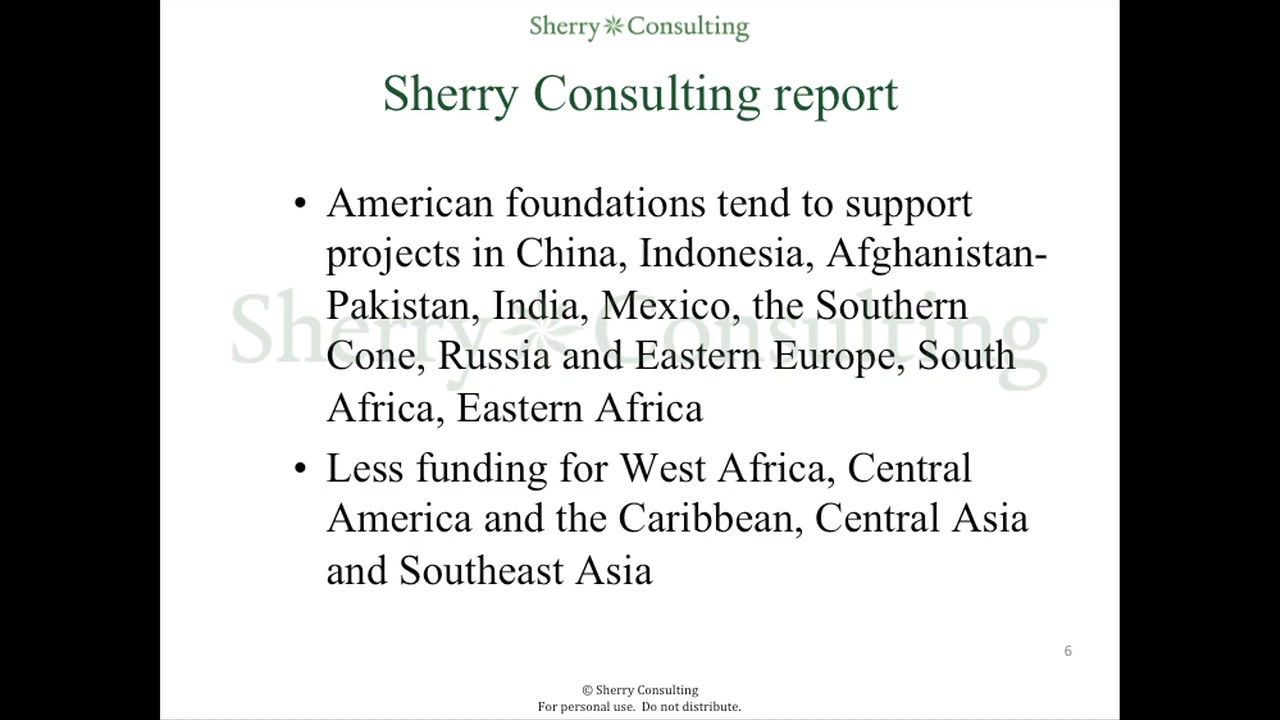 Sherry Consulting
Sherry Consulting report
• American foundations tend to support
projects in China, Indonesia, Afghanistan-
Pakistan, India, Mexico, the Southern
Cone, Russia and Eastern Europe, South
Africa, Eastern Africa
• Less funding for West Africa, Central
America and the Caribbean, Central Asia
and Southeast Asia
Sherry Consulting
6
© Sherry Consulting
For personal use. Do not distribute.